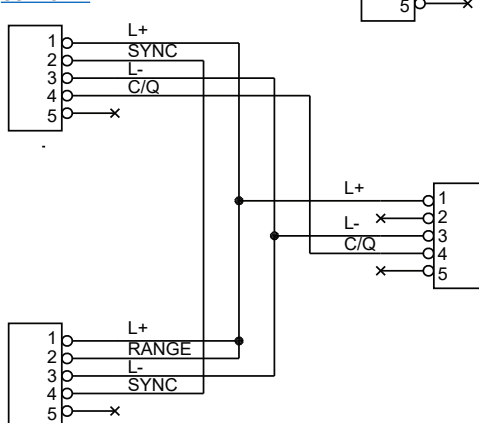 5
1 L+
2 SYNC
3 L-
4 C/Q
5
L+ 1
2
L- 3
C/Q 4
5
1 L+
2 RANGE
3 L-
4 SYNC
5